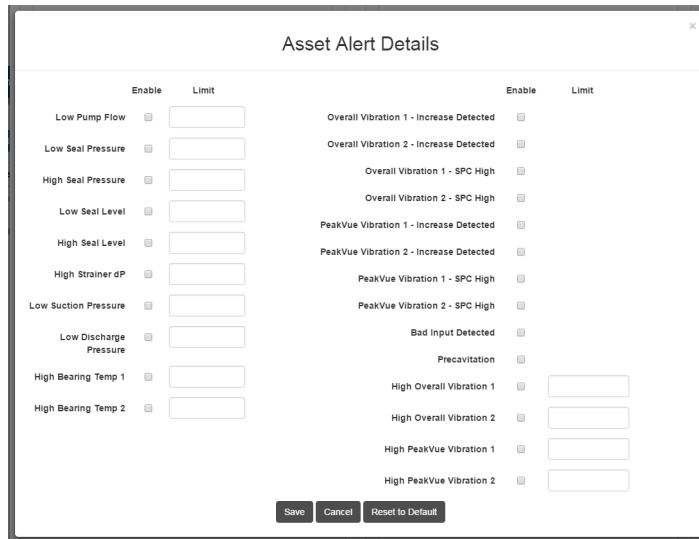 ×
Asset Alert Details
Enable Limit
Low Pump Flow
Low Seal Pressure
High Seal Pressure
Low Seal Level
High Seal Level
High Strainer dP
Low Suction Pressure
Low Discharge
Pressure
High Bearing Temp 1
High Bearing Temp 2
Enable Limit
Overall Vibration 1 - Increase Detected
Overall Vibration 2 - Increase Detected
Overall Vibration 1 - SPC High
Overall Vibration 2 - SPC High
PeakVue Vibration 1 - Increase Detected
PeakVue Vibration 2 - Increase Detected
PeakVue Vibration 1 - SPC High
PeakVue Vibration 2 - SPC High
Bad Input Detected
Precavitation
High Overall Vibration 1
High Overall Vibration 2
High PeakVue Vibration 1
High PeakVue Vibration 2
Save Cancel Reset to Default